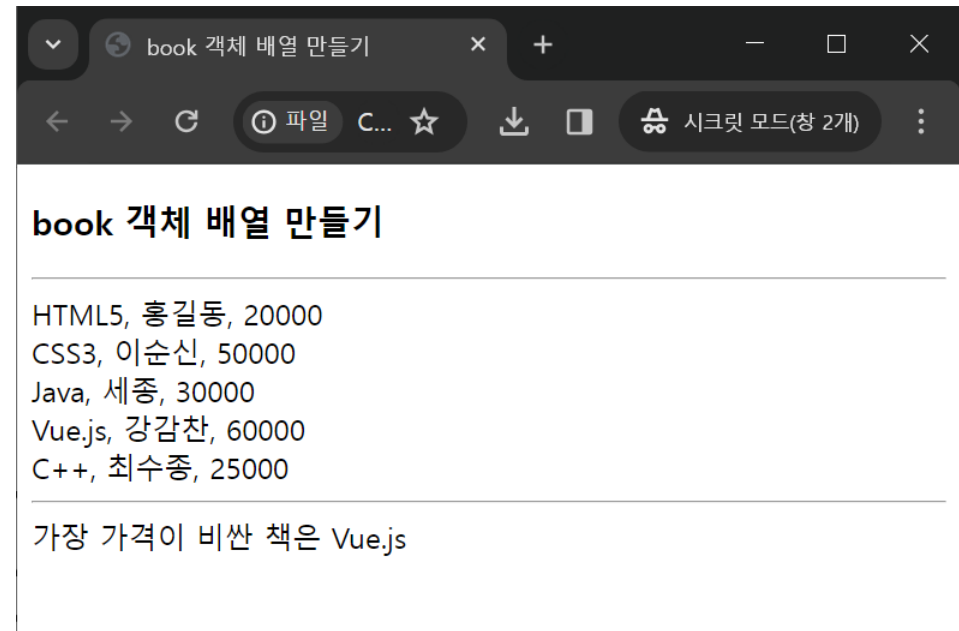 book 객체 배열 만들기
파일 C...
시크릿 모드(창 2개)
book 객체 배열 만들기
HTML5, 홍길동, 20000
CSS3, 이순신, 50000
Java, 세종, 30000
Vue.js, 강감찬, 60000
C++, 최수종, 25000
가장 가격이 비싼 책은 Vue.js